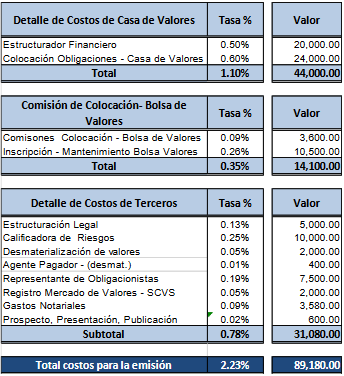 Detalle de Costos de Casa de Valores Tasa % Valor
Estructurador Financiero 0.50% 20,000.00
Colocación Obligaciones - Casa de Valores 0.60% 24,000.00
Total 1.10% 44,000.00
Comisión de Colocación- Bolsa de Valores Tasa % Valor
Comisones Colocación - Bolsa de Valores 0.09% 3,600.00
Inscripción - Mantenimiento Bolsa Valores 0.26% 10,500.00
Total 0.35% 14,100.00
Detalle de Costos de Terceros Tasa % Valor
Estructuración Legal 0.13% 5,000.00
Calificadora de Riesgos 0.25% 10,000.00
Desmaterialización de valores 0.05% 2,000.00
Agente Pagador - (desmat.) 0.01% 400.00
Representante de Obligacionistas 0.19% 7,500.00
Registro Mercado de Valores - SCVS 0.05% 2,000.00
Gastos Notariales 0.09% 3,580.00
Prospecto, Presentación, Publicación 0.02% 600.00
Subtotal 0.78% 31,080.00
Total costos para la emisión 2.23% 89,180.00